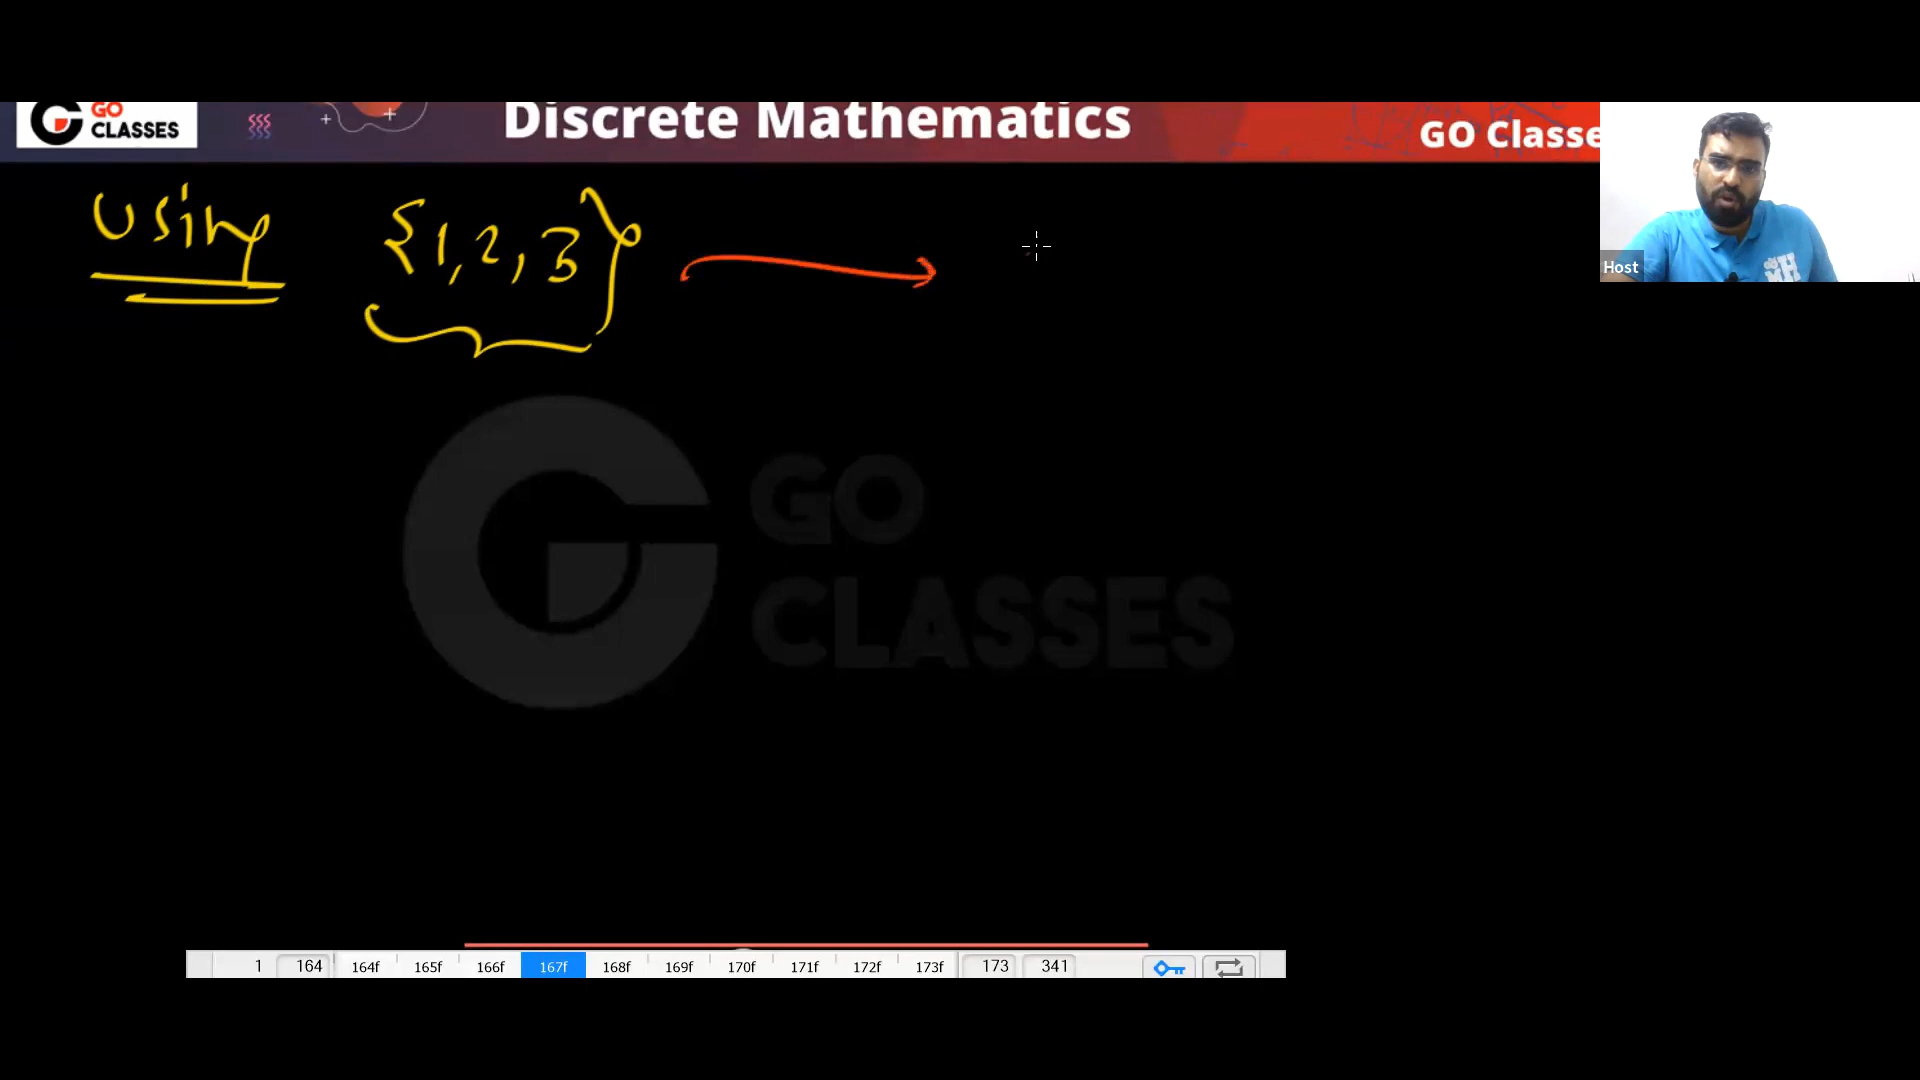 GO
CLASSES
Discrete Mathematics
GO Classe
Host
Using {1, 2, 3}
GO
CLASSES
1 164 164f 165f 166f 167f 168f 169f 170f 171f 172f 173f 173 341